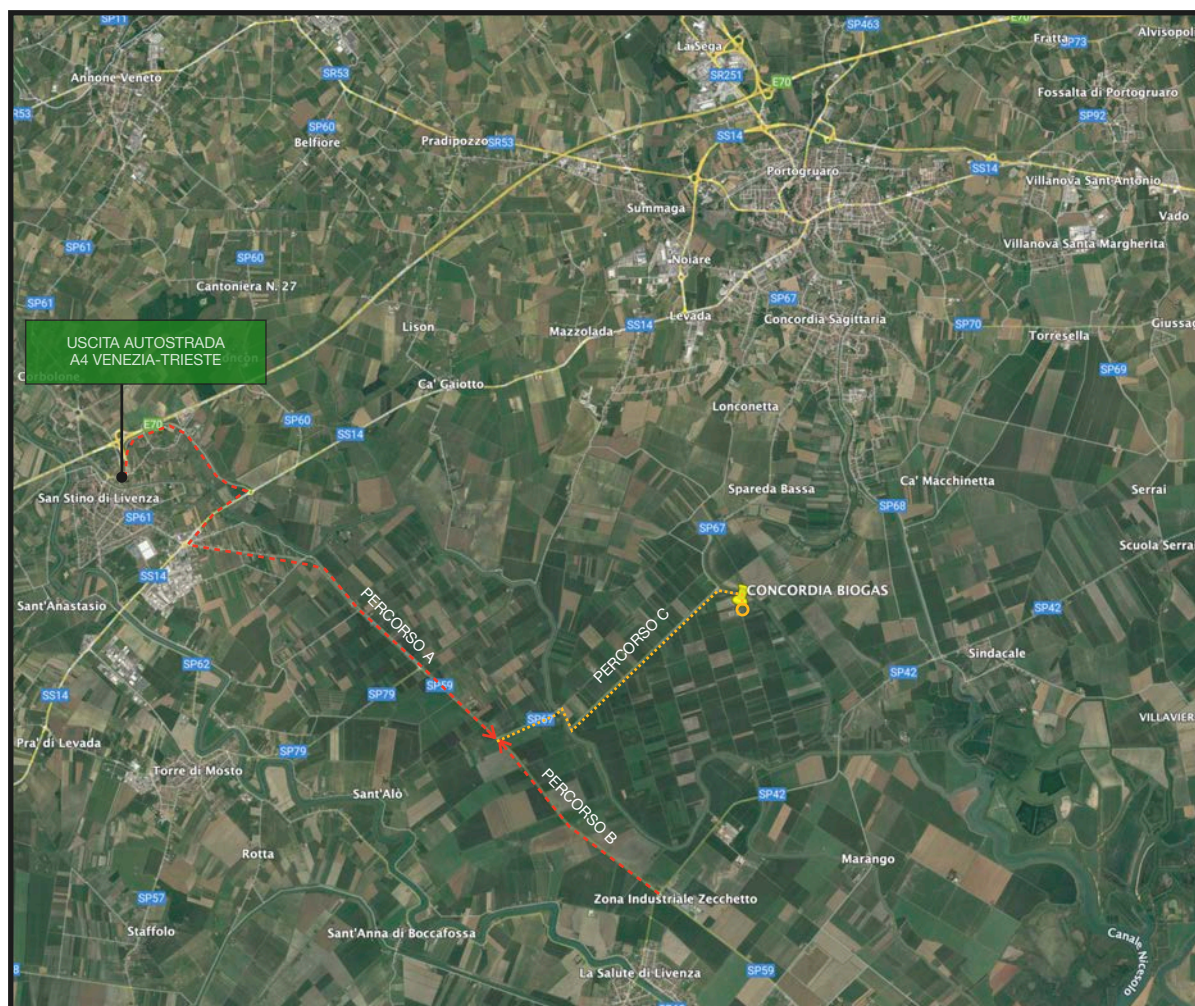 SP11
SP463
E70
Fratta
SP73
Alvisopol
La Sega
Annone Veneto
SR53
SR251
E70
Fossalta di Portogruaro
R53
SP60
Belfiore
Pradipozzo
SR53
SS14
SP92
Portogruaro
SS14
Villanova Sant'Antonio
Summaga
Vado
SP61
SP60
Noiare
Villanova Santa Margherita
Cantoniera N. 27
SP61
SP67
Lison
Mazzolada
SS14
Levada
Concordia Sagittaria
SP70
Giussag
Torresella
USCITA AUTOSTRADA
A4 VENEZIA-TRIESTE
Corbolone
SP69
Ca' Gaiotto
Lonconetta
E70
SP60
SS14
San Stino di Livenza
Spareda Bassa
Ca' Macchinetta
Serrai
SP61
SP67
SP68
Scuola Serra
SS14
CONCORDIA BIOGAS
Sant'Anastasio
PERCORSO A
PERCORSO C
SP42
SP62
Sindacale
SP42
SP59
SP79
SS14
SP67
VILLAVIER
Pra' di Levada
SP79
Torre di Mosto
Sant'Alò
PERCORSO B
SP42
Rotta
Marango
SP57
Zona Industriale Zecchetto
Staffolo
Sant'Anna di Boccafossa
Canale Nicesolo
La Salute di Livenza
SP59